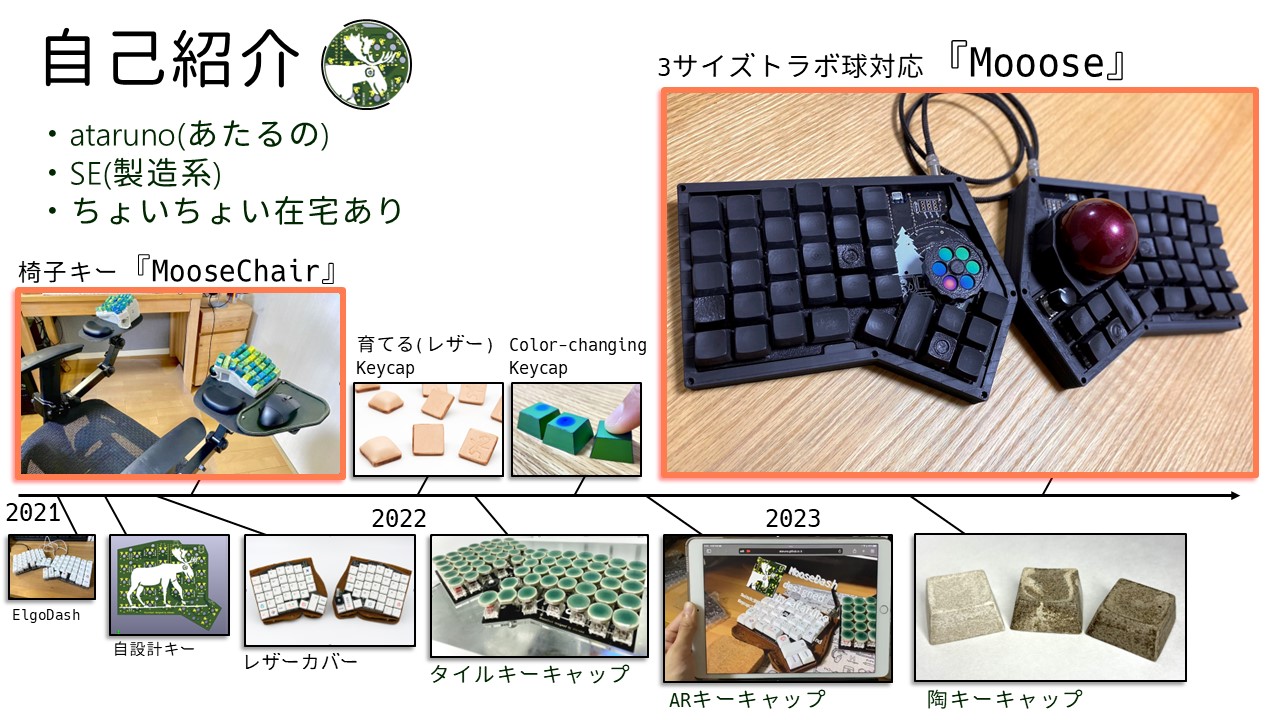 自己紹介
・ataruno(あたるの)
・SE(製造系)
・ちょいちょい在宅あり
3サイズトラボ球対応『Mooose』
椅子キー『MooseChair』
育てる(レザー)
Keycap
Color-changing
Keycap
2021
2022
2023
ElgoDash
自設計キー
レザーカバー
タイルキーキャップ
MooseDash
designed
ARキーキャップ
陶キーキャップ